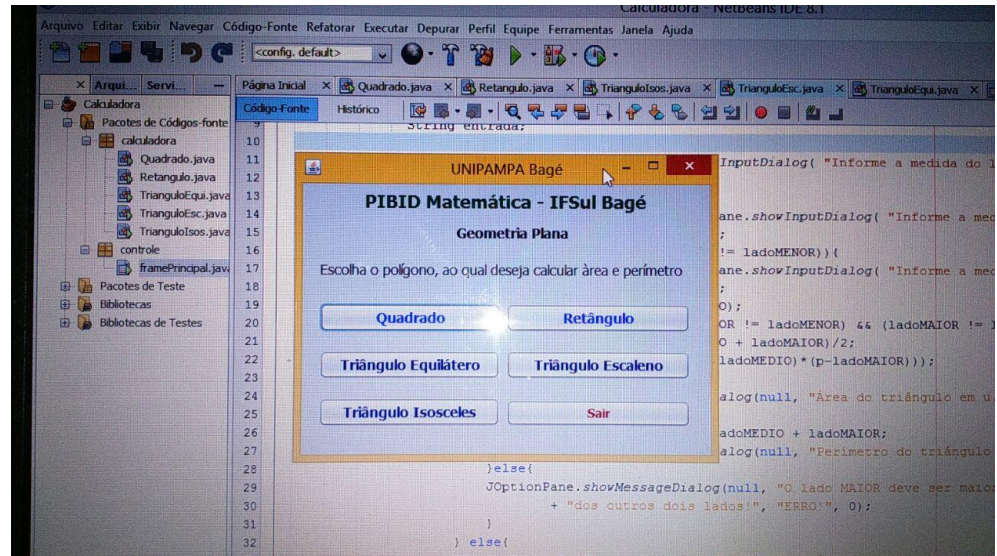 Calculadora - NetBeans IDE 8.1
Arquivo Editar Exibir Navegar Código-Fonte Refatorar Executar Depurar Perfil Equipe Ferramentas Janela Ajuda
<config. default>
Arqui... Servi...
Página Inicial Quadrado.java Retangulo.java TrianguloIsos.java TrianguloEsc.java TrianguloEqui.java
Calculadora
Pacotes de Códigos-fonte
calculadora
Quadrado.java
Retangulo.java
TrianguloEqui.java
TrianguloEsc.java
TrianguloIsos.java
controle
framePrincipal.java
Pacotes de Teste
Bibliotecas
Bibliotecas de Testes
Código-Fonte Histórico
9 String entrada;
10
11 InputDialog( "Informe a medida do
12
13
14 ane.showInputDialog( "Informe a med
15 ;
16 != ladoMENOR)){
17 ane.showInputDialog( "Informe a med
18 ;
19 );
20 OR != ladoMENOR) && (ladoMAIOR !=
21 + ladoMAIOR)/2;
22 ladoMEDIO)*(p-ladoMAIOR)));
23
24 alog(null, "Área do triângulo em u
25
26 adoMEDIO + ladoMAIOR;
27 alog(null, "Perímetro do triângulo
28 }else{
29 JOptionPane.showMessageDialog(null, "O lado MAIOR deve ser maior
30 + "dos outros dois lados!", "ERRO!", 0);
31 }
32 } else{
UNIPAMPA Bagé
PIBID Matemática - IFSul Bagé
Geometria Plana
Escolha o polígono, ao qual deseja calcular àrea e perímetro
Quadrado
Retângulo
Triângulo Equilátero
Triângulo Escaleno
Triângulo Isosceles
Sair